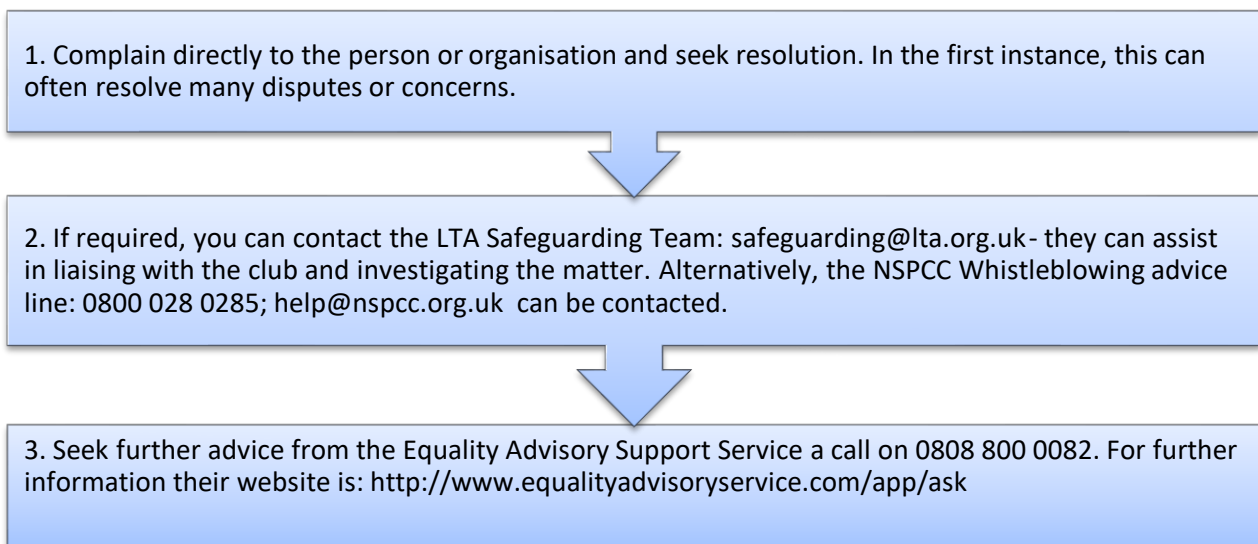 1. Complain directly to the person or organisation and seek resolution. In the first instance, this can
often resolve many disputes or concerns.
2. If required, you can contact the LTA Safeguarding Team: safeguarding@lta.org.uk- they can assist
in liaising with the club and investigating the matter. Alternatively, the NSPCC Whistleblowing advice
line: 0800 028 0285; help@nspcc.org.uk  can be contacted.
3. Seek further advice from the Equality Advisory Support Service a call on 0808 800 0082. For further
information their website is: http://www.equalityadvisoryservice.com/app/ask